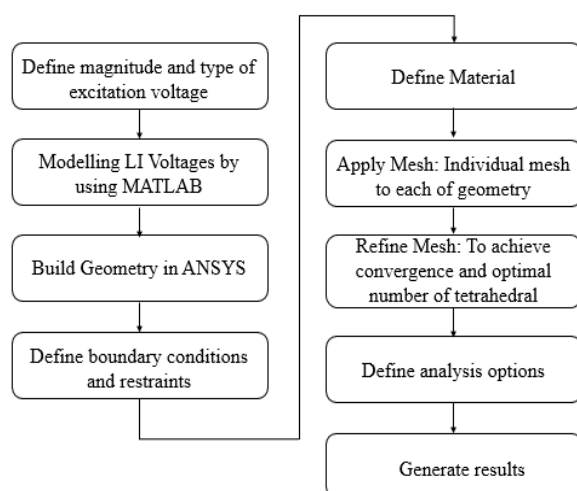 Define magnitude and type of
excitation voltage
Modelling LI Voltages by
using MATLAB
Build Geometry in ANSYS
Define boundary conditions
and restraints
Define Material
Apply Mesh: Individual mesh
to each of geometry
Refine Mesh: To achieve
convergence and optimal
number of tetrahedral
Define analysis options
Generate results